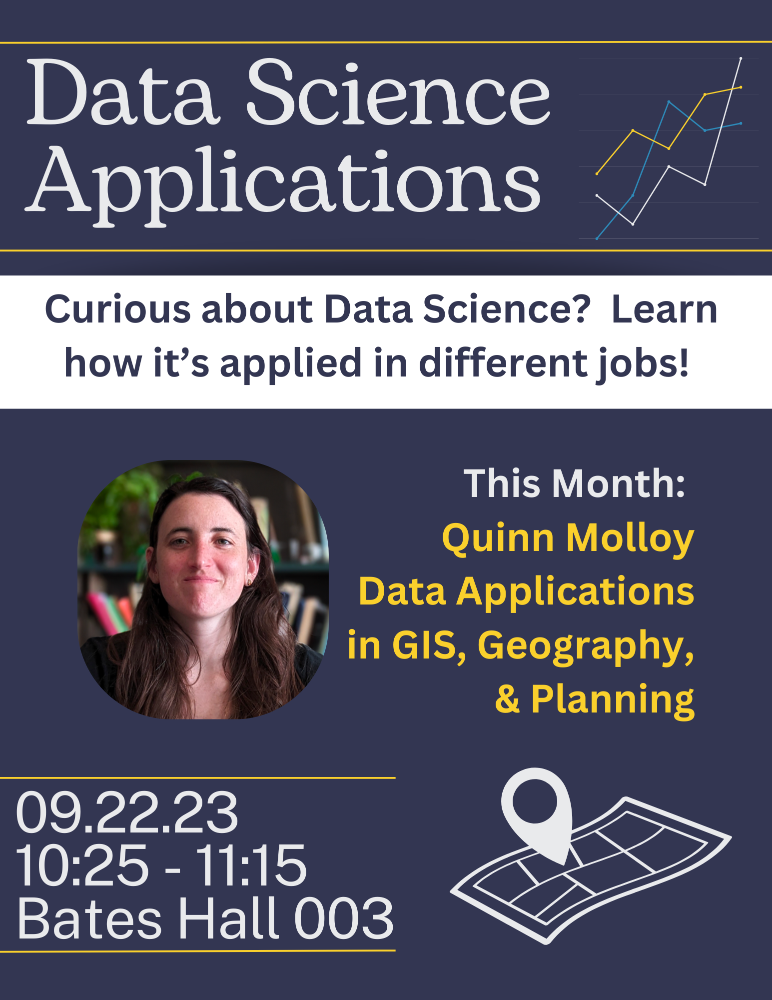 Data Science
Applications
Curious about Data Science?  Learn
how it’s applied in different jobs!
This Month:
Quinn Molloy
Data Applications
in GIS, Geography,
& Planning
09.22.23
10:25 - 11:15
Bates Hall 003